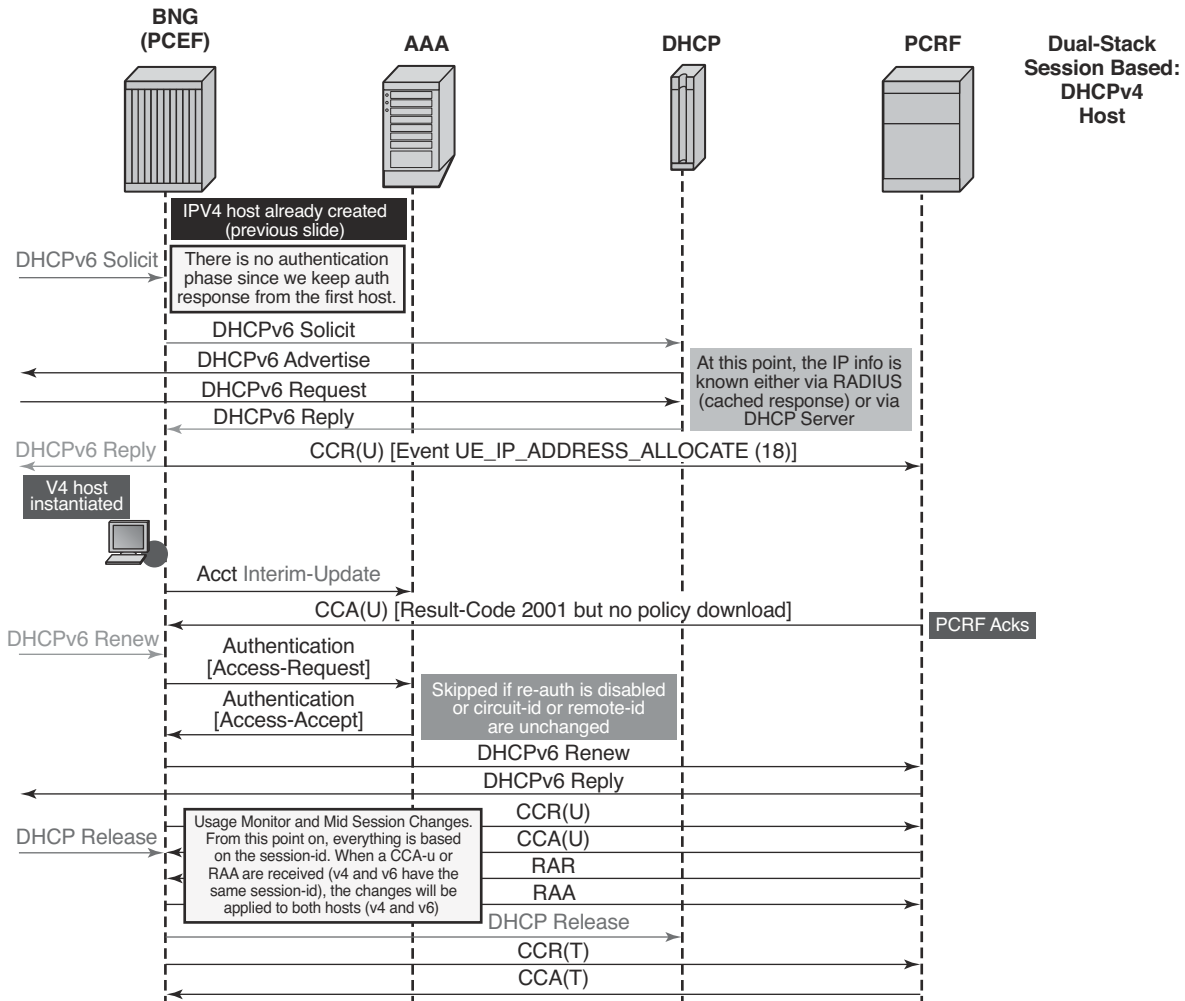 BNG
(PCEF)
AAA
DHCP
PCRF
Dual-Stack
Session Based:
DHCPv4
Host
IPV4 host already created
(previous slide)
DHCPv6 Solicit
There is no authentication
phase since we keep auth
response from the first host.
DHCPv6 Solicit
DHCPv6 Advertise
DHCPv6 Request
DHCPv6 Reply
At this point, the IP info is
known either via RADIUS
(cached response) or via
DHCP Server
DHCPv6 Reply
CCR(U) [Event UE_IP_ADDRESS_ALLOCATE (18)]
V4 host
instantiated
Acct Interim-Update
CCA(U) [Result-Code 2001 but no policy download]
PCRF Acks
DHCPv6 Renew
Authentication
[Access-Request]
Authentication
[Access-Accept]
Skipped if re-auth is disabled
or circuit-id or remote-id
are unchanged
DHCPv6 Renew
DHCPv6 Reply
CCR(U)
DHCP Release
Usage Monitor and Mid Session Changes.
From this point on, everything is based
on the session-id. When a CCA-u or
RAA are received (v4 and v6 have the
same session-id), the changes will be
applied to both hosts (v4 and v6)
CCA(U)
RAR
RAA
DHCP Release
CCR(T)
CCA(T)